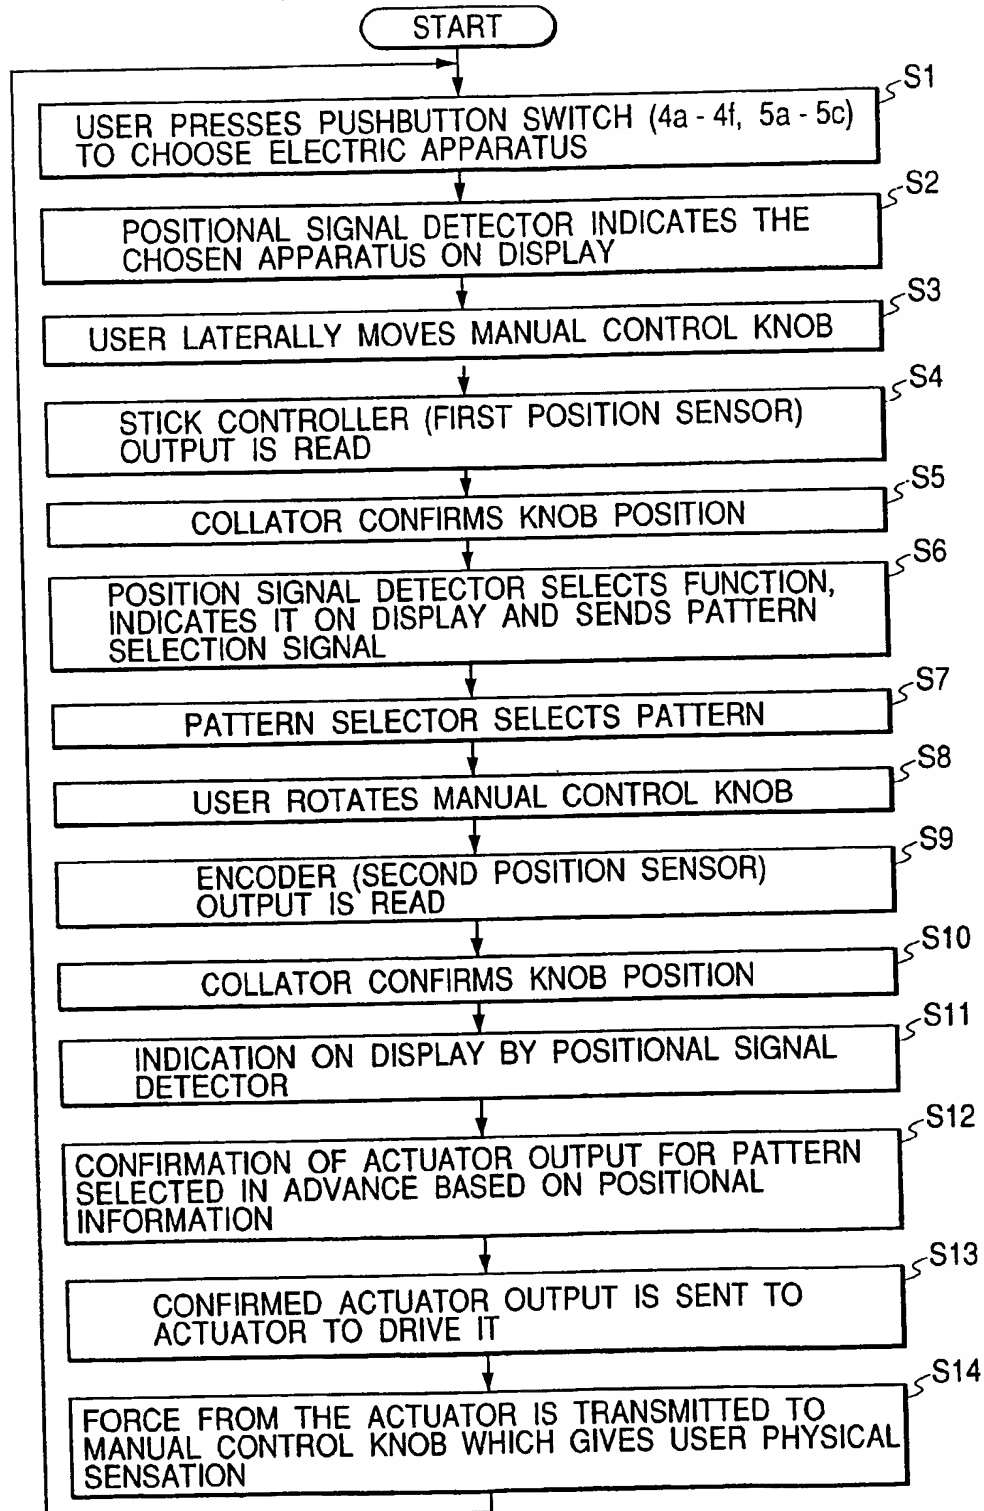 START
S1
USER PRESSES PUSHBUTTON SWITCH (4a - 4f, 5a - 5c)
TO CHOOSE ELECTRIC APPARATUS
S2
POSITIONAL SIGNAL DETECTOR INDICATES THE
CHOSEN APPARATUS ON DISPLAY
S3
USER LATERALLY MOVES MANUAL CONTROL KNOB
S4
STICK CONTROLLER (FIRST POSITION SENSOR)
OUTPUT IS READ
S5
COLLATOR CONFIRMS KNOB POSITION
S6
POSITION SIGNAL DETECTOR SELECTS FUNCTION,
INDICATES IT ON DISPLAY AND SENDS PATTERN
SELECTION SIGNAL
S7
PATTERN SELECTOR SELECTS PATTERN
S8
USER ROTATES MANUAL CONTROL KNOB
S9
ENCODER (SECOND POSITION SENSOR)
OUTPUT IS READ
S10
COLLATOR CONFIRMS KNOB POSITION
S11
INDICATION ON DISPLAY BY POSITIONAL SIGNAL
DETECTOR
S12
CONFIRMATION OF ACTUATOR OUTPUT FOR PATTERN
SELECTED IN ADVANCE BASED ON POSITIONAL
INFORMATION
S13
CONFIRMED ACTUATOR OUTPUT IS SENT TO
ACTUATOR TO DRIVE IT
S14
FORCE FROM THE ACTUATOR IS TRANSMITTED TO
MANUAL CONTROL KNOB WHICH GIVES USER PHYSICAL
SENSATION